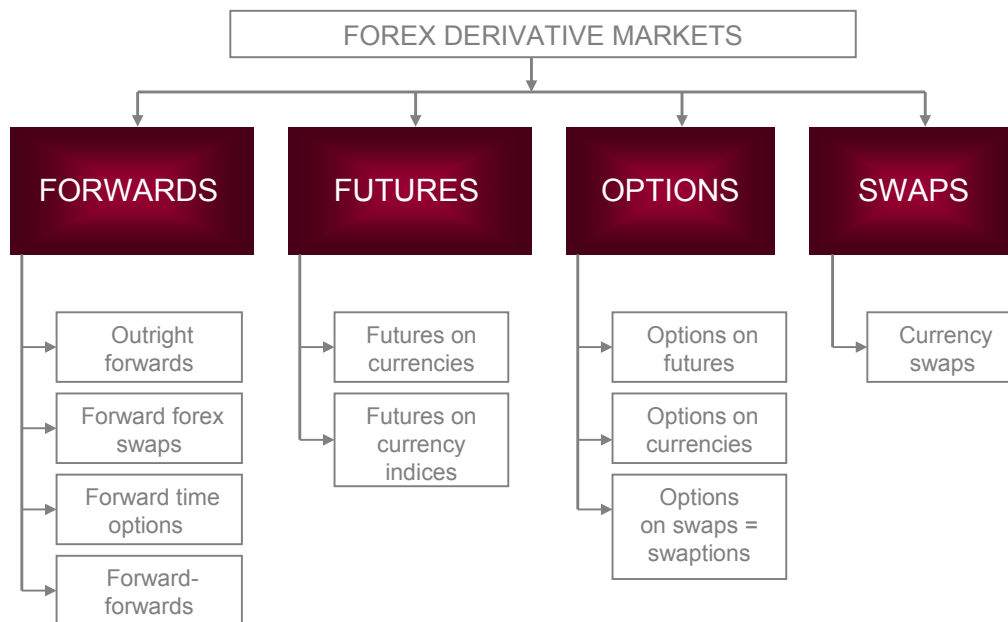 FOREX DERIVATIVE MARKETS
FORWARDS
FUTURES
OPTIONS
SWAPS
Outright
forwards
Forward forex
swaps
Forward time
options
Forward-
forwards
Futures on
currencies
Futures on
currency
indices
Options on
futures
Options on
currencies
Options
on swaps =
swaptions
Currency
swaps